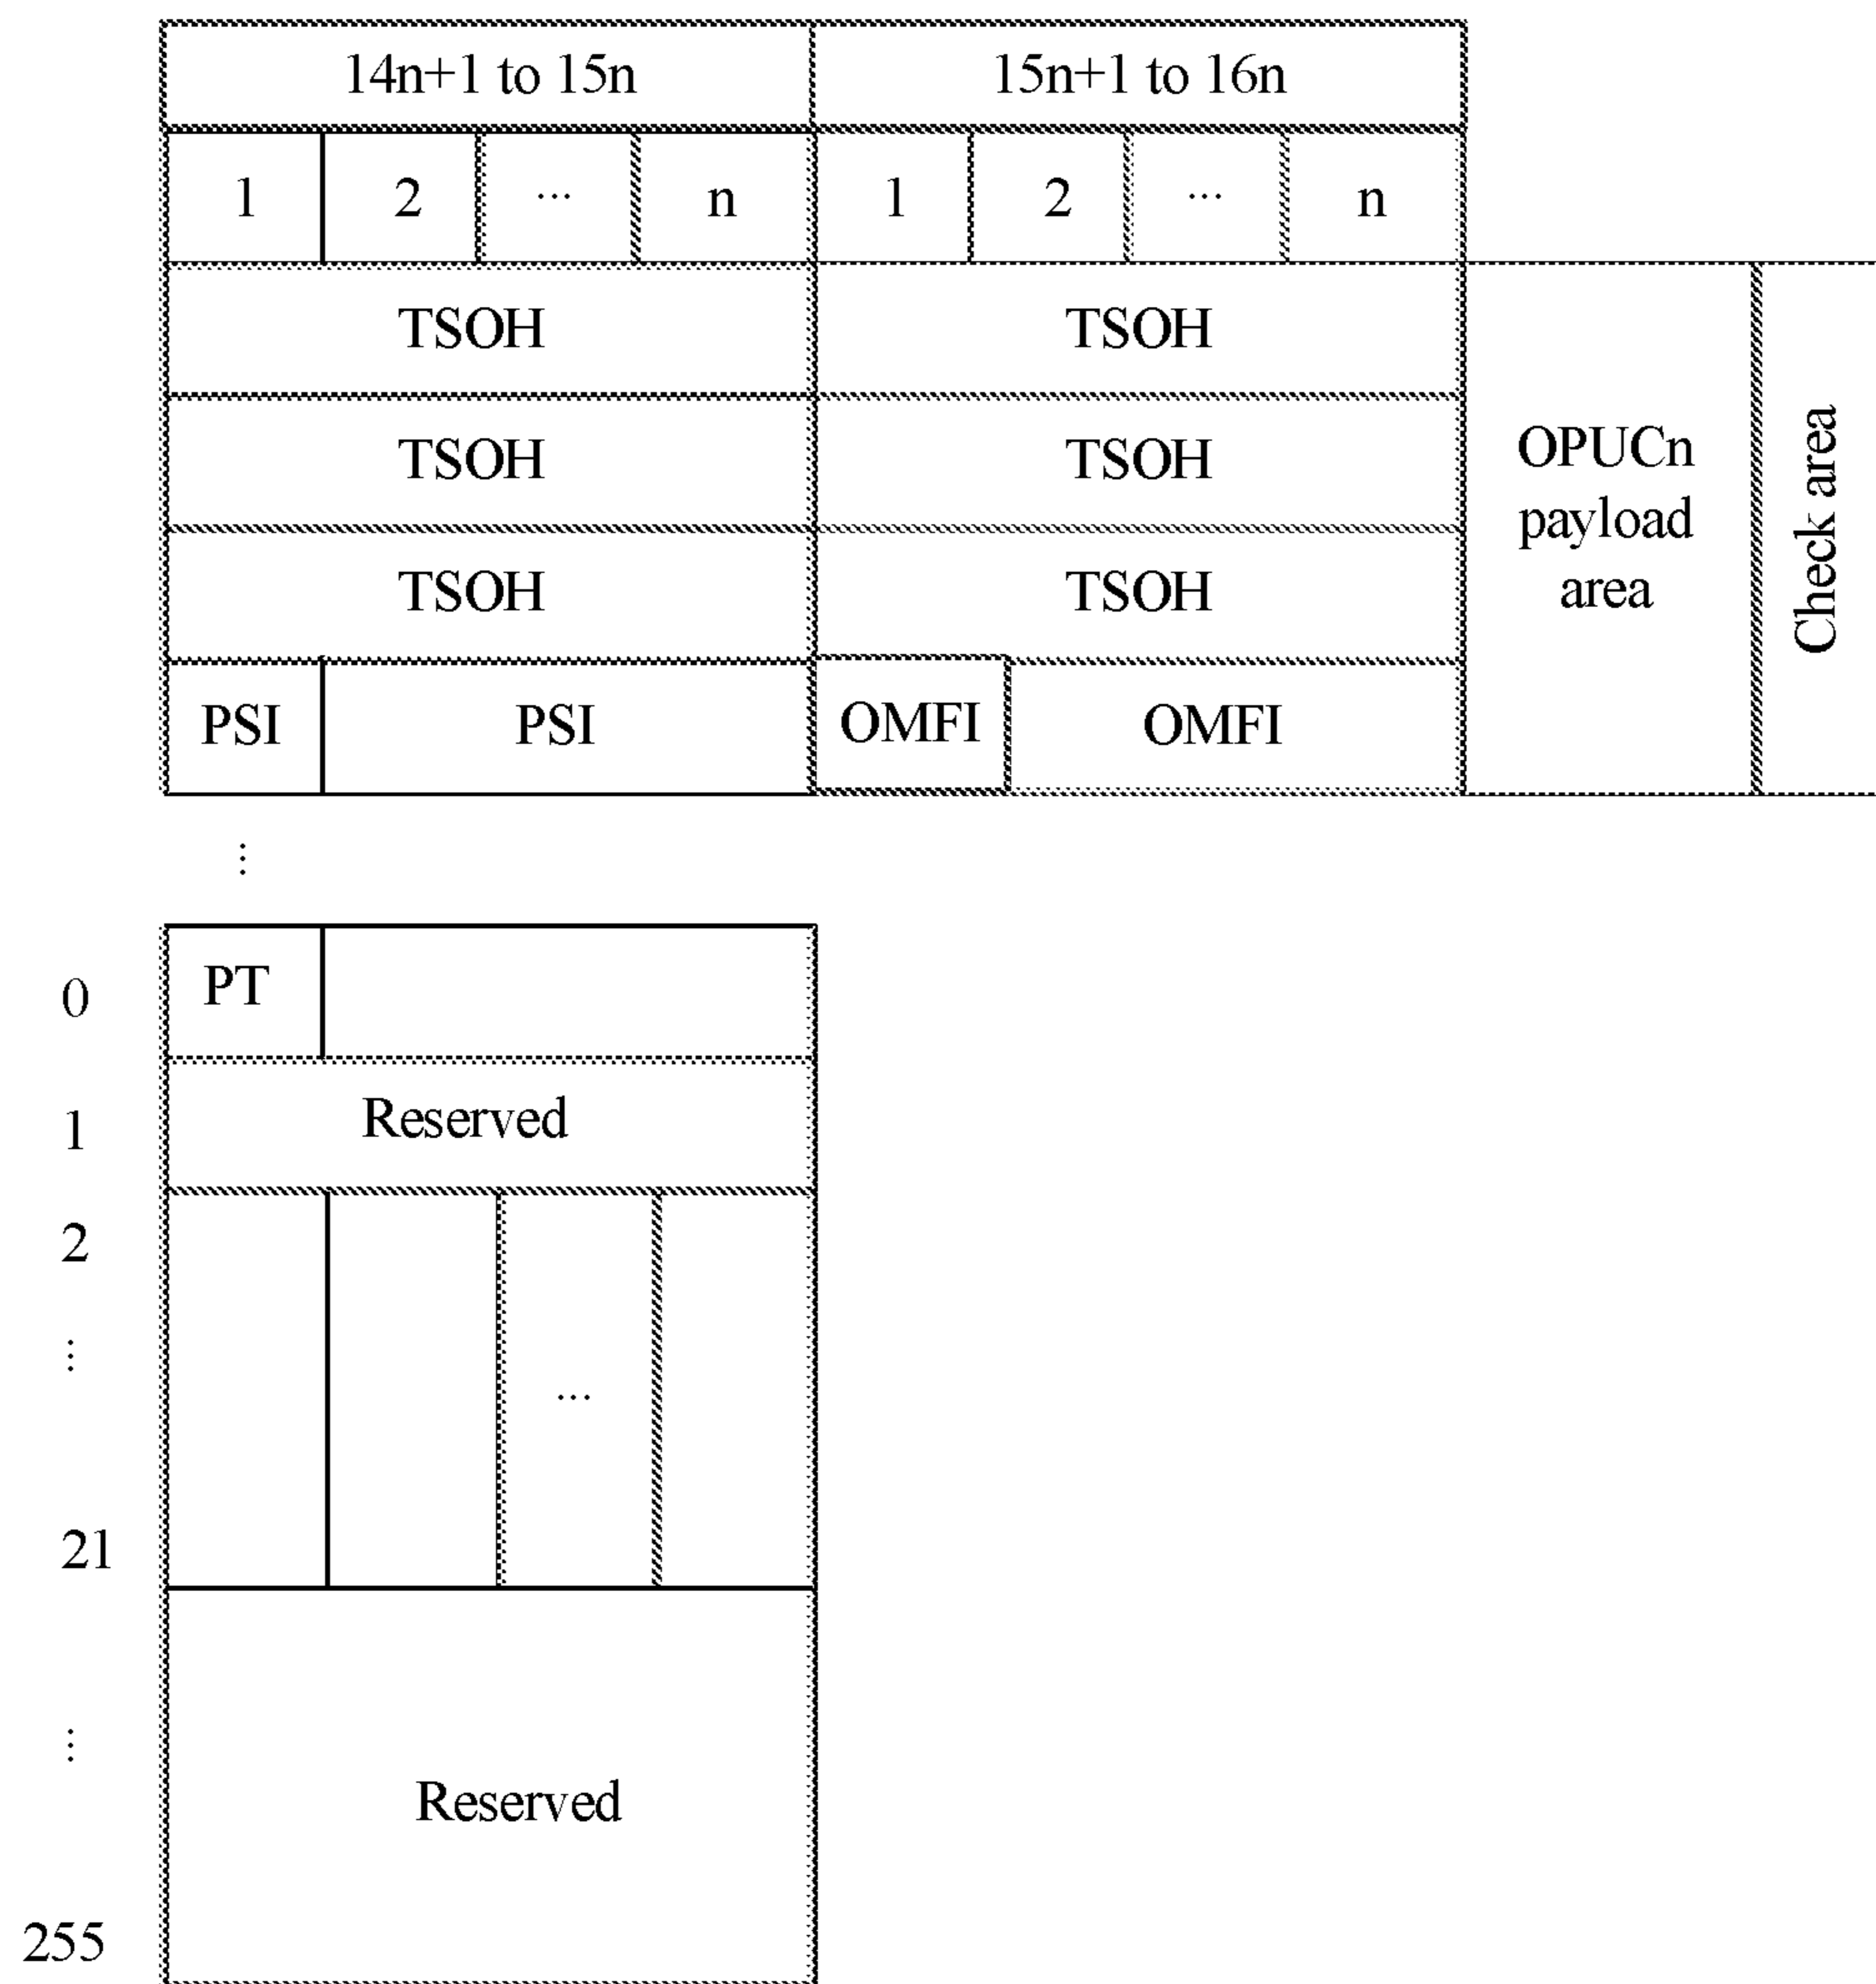 14n+1 to 15n 15n+1 to 16n
1 2 ... n 1 2 ... n
TSOH TSOH
TSOH TSOH
TSOH TSOH
OPUCn
payload
area
Check area
PSI PSI OMFI OMFI
⋮
0 PT
1 Reserved
2
⋮
...
21
⋮
Reserved
255